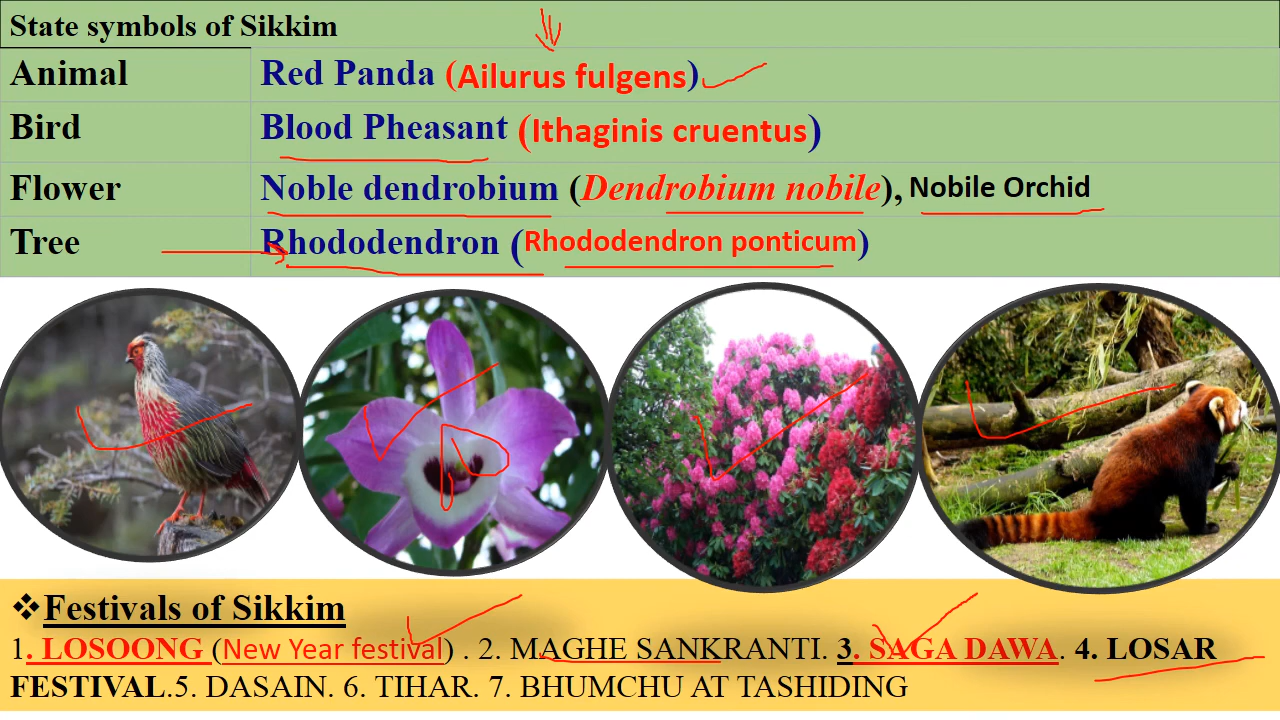 State symbols of Sikkim
Animal Red Panda (Ailurus fulgens)
Bird Blood Pheasant (Ithaginis cruentus)
Flower Noble dendrobium (Dendrobium nobile), Nobile Orchid
Tree Rhododendron (Rhododendron ponticum)
❖Festivals of Sikkim
1. LOSOONG (New Year festival) . 2. MAGHE SANKRANTI. 3. SAGA DAWA. 4. LOSAR
FESTIVAL.5. DASAIN. 6. TIHAR. 7. BHUMCHU AT TASHIDING